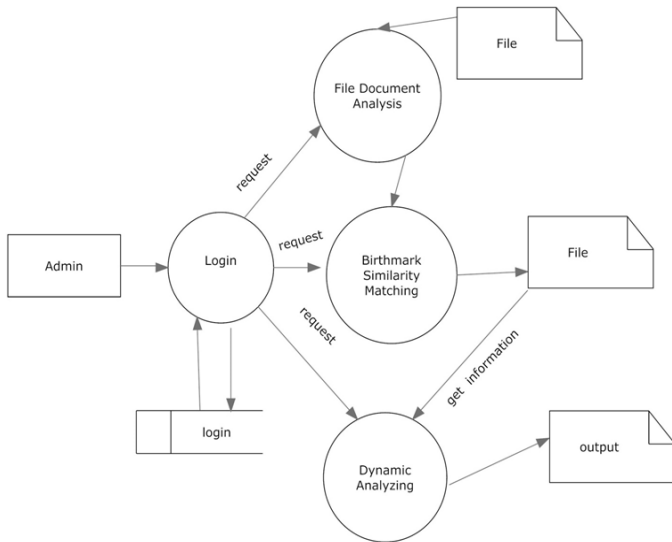 File
File Document
Analysis
request
Admin
Login
request
Birthmark
Similarity
Matching
File
request
get information
login
output
Dynamic
Analyzing